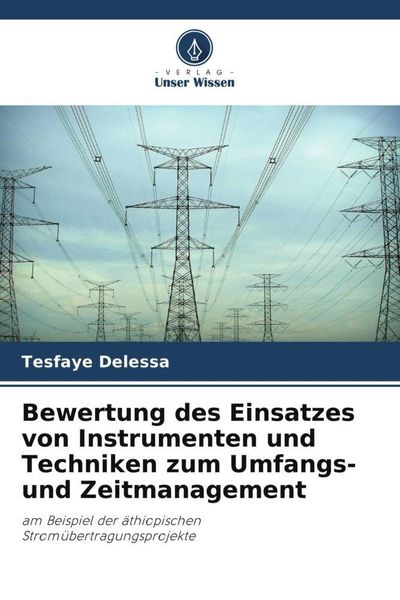 - VERLAG -
Unser Wissen
Tesfaye Delessa
Bewertung des Einsatzes
von Instrumenten und
Techniken zum Umfangs-
und Zeitmanagement
am Beispiel der äthiopischen
Stromübertragungsprojekte